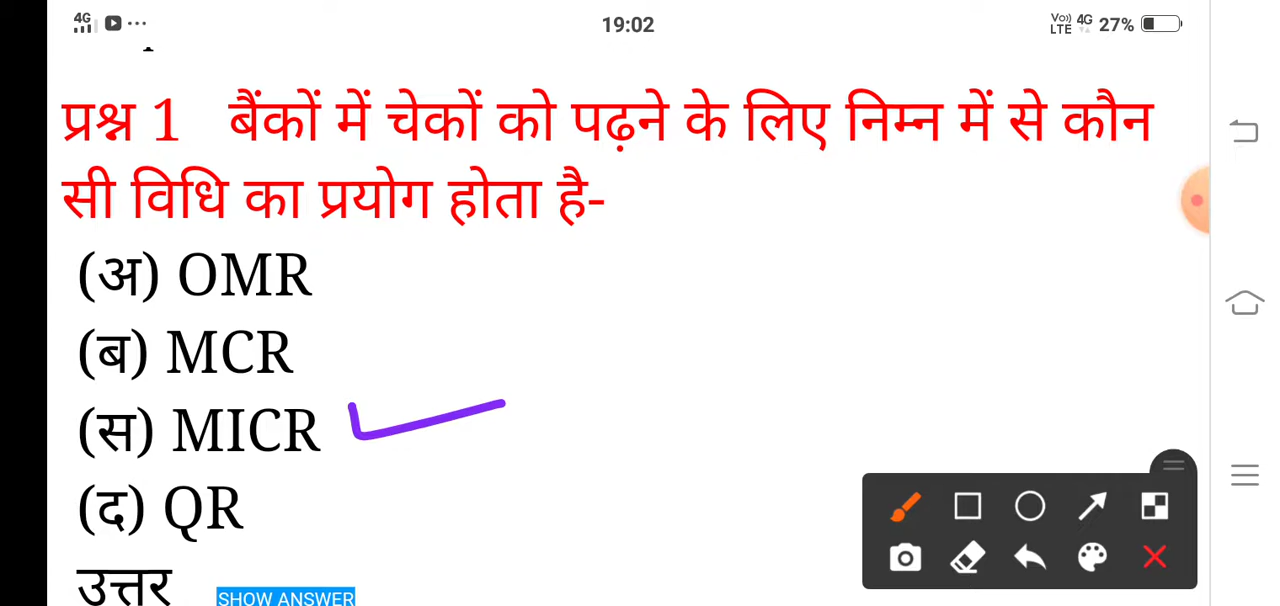 4G ... 19:02 Vo) LTE 4G 27%
प्रश्न 1 बैंकों में चेकों को पढ़ने के लिए निम्न में से कौन
सी विधि का प्रयोग होता है-
(अ) OMR
(ब) MCR
(स) MICR
(द) QR
उत्तर SHOW ANSWER